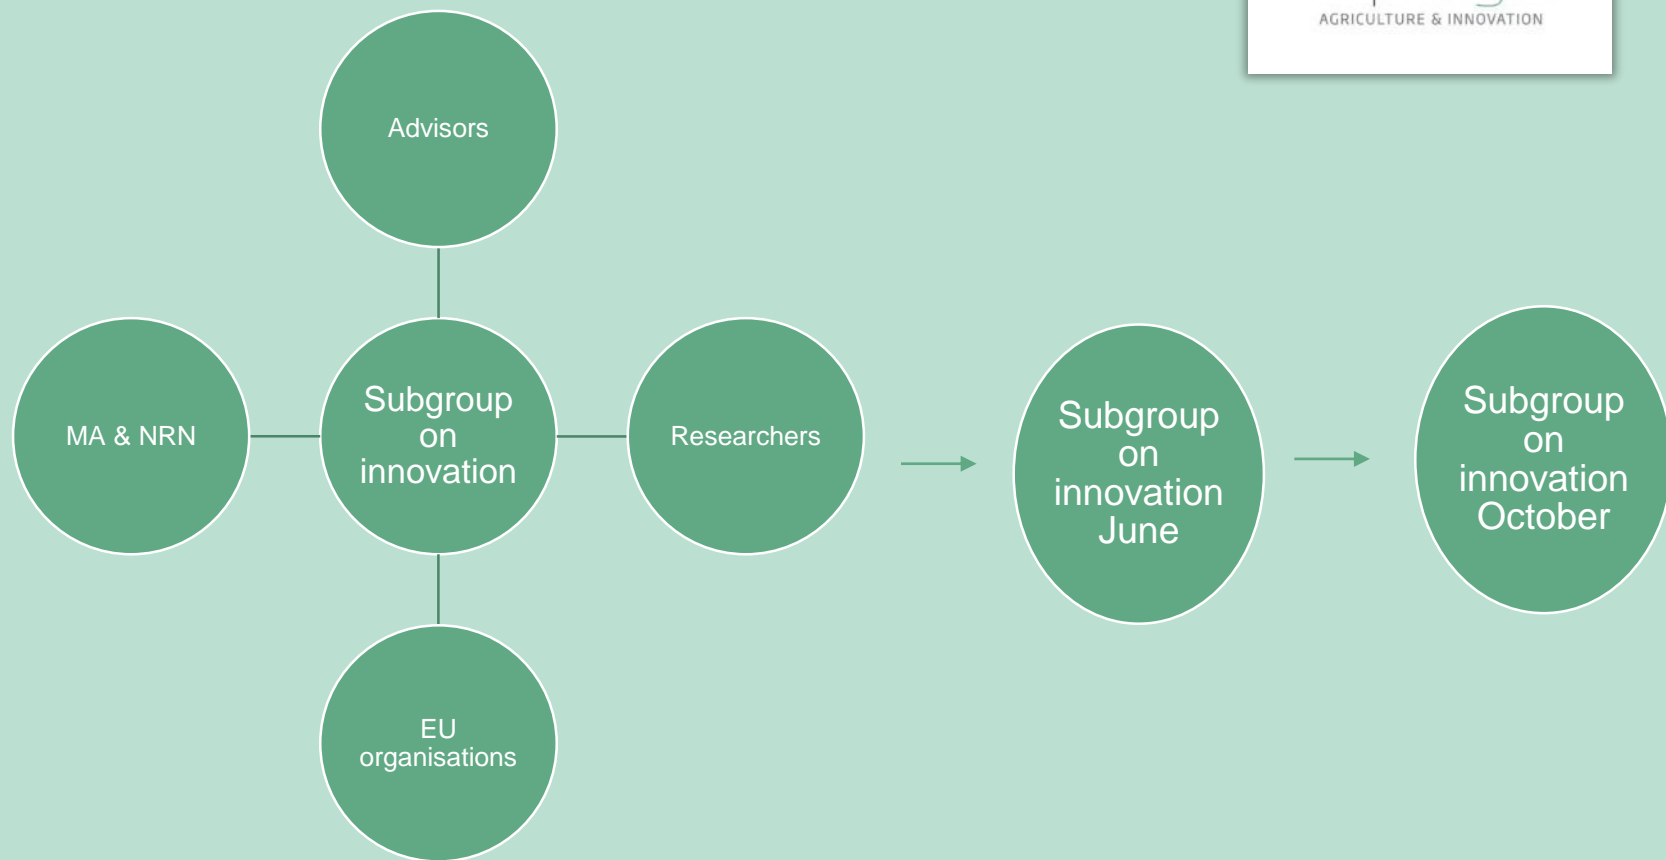 AGRICULTURE & INNOVATION
Advisors
MA & NRN
Subgroup
on
innovation
Researchers
EU
organisations
Subgroup
on
innovation
June
Subgroup
on
innovation
October